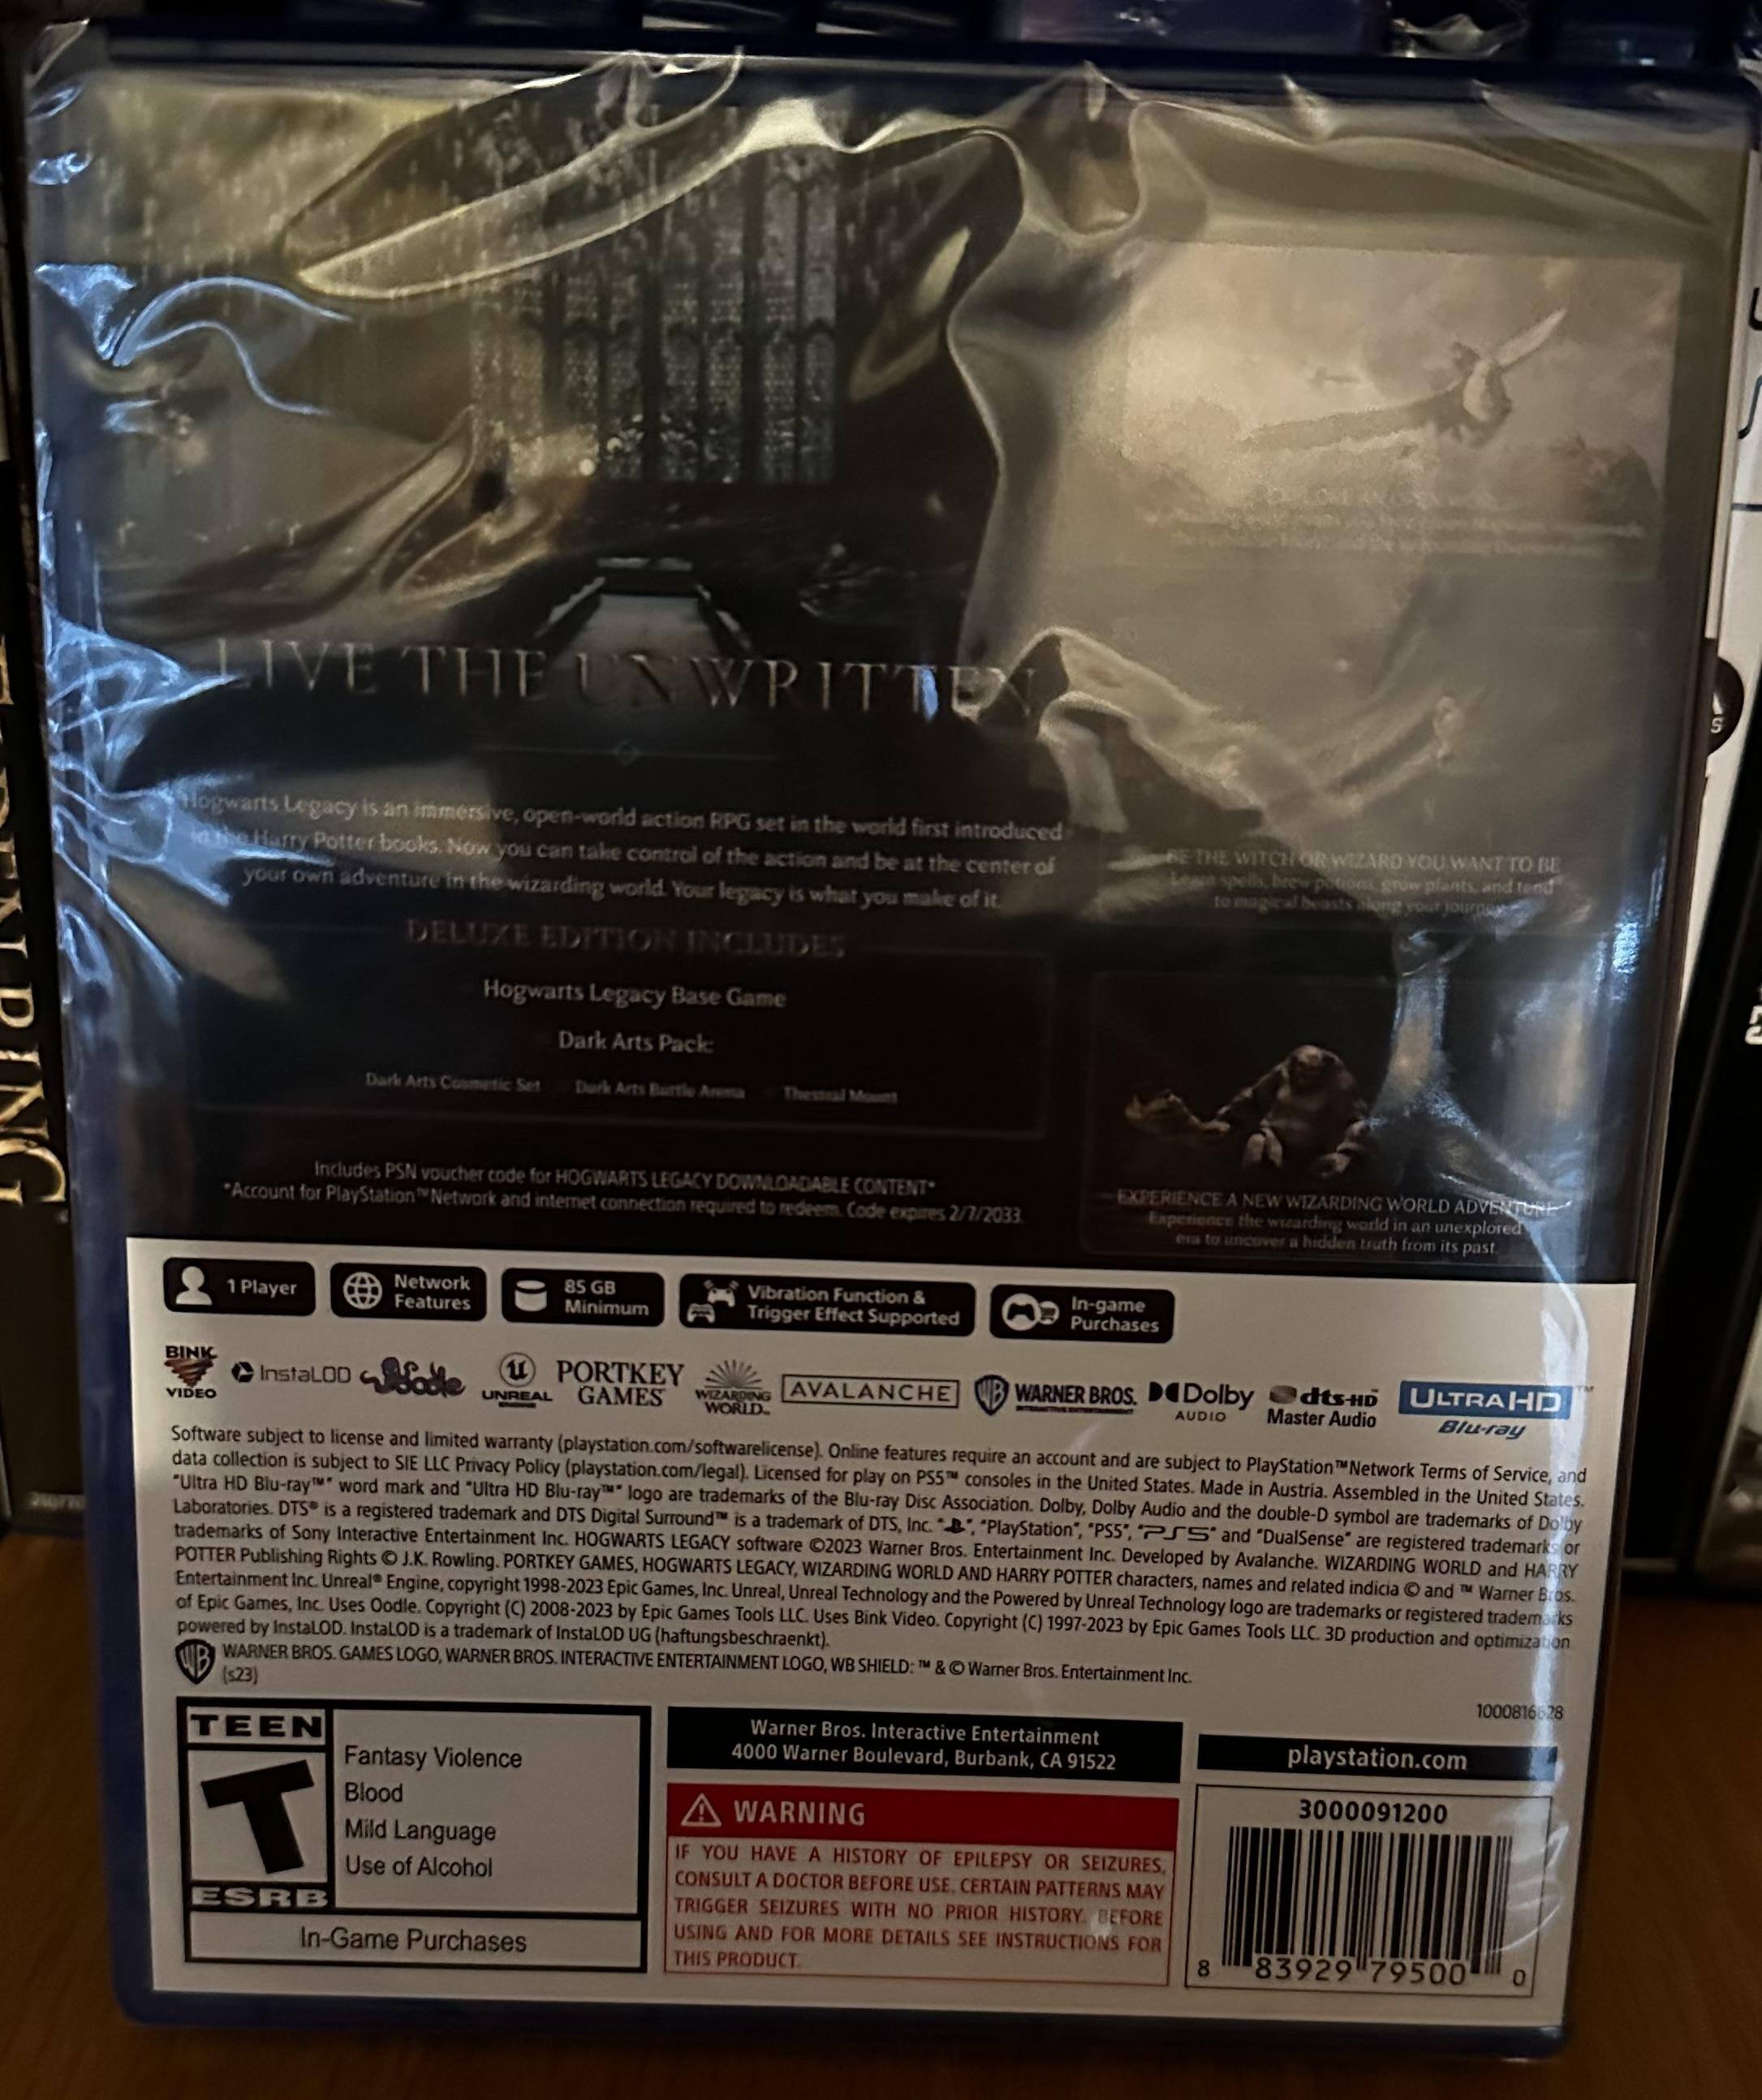 LIVE THE UNWRITTEN
Hogwarts Legacy is an immersive, open-world action RPG set in the world first introduced
in the Harry Potter books. Now you can take control of the action and be at the center of
your own adventure in the wizarding world. Your legacy is what you make of it.
DELUXE EDITION INCLUDES
Hogwarts Legacy Base Game
Dark Arts Pack:
Dark Arts Cosmetic Set Dark Arts Battle Arena Thestral Mount
Includes PSN voucher code for HOGWARTS LEGACY DOWNLOADABLE CONTENT*
*Account for PlayStation™Network and internet connection required to redeem. Code expires 2/7/2033.
BE THE WITCH OR WIZARD YOU WANT TO BE
Learn spells, brew potions, grow plants, and tend
to magical beasts along your journey.
EXPERIENCE A NEW WIZARDING WORLD ADVENTURE
Experience the wizarding world in an unexplored
era to uncover a hidden truth from its past.
1 Player
Network
Features
85 GB
Minimum
Vibration Function &
Trigger Effect Supported
In-game
Purchases
BINK
VIDEO
InstaLOD
Oodle
UNREAL
ENGINE
PORTKEY
GAMES
WIZARDING
WORLD™
AVALANCHE
WB WARNER BROS.
INTERACTIVE ENTERTAINMENT
Dolby
AUDIO
dts-HD
Master Audio
ULTRA HD™
Blu-ray
Software subject to license and limited warranty (playstation.com/softwarelicense). Online features require an account and are subject to PlayStation™Network Terms of Service, and
data collection is subject to SIE LLC Privacy Policy (playstation.com/legal). Licensed for play on PS5™ consoles in the United States. Made in Austria. Assembled in the United States.
"Ultra HD Blu-ray™" word mark and "Ultra HD Blu-ray™" logo are trademarks of the Blu-ray Disc Association. Dolby, Dolby Audio and the double-D symbol are trademarks of Dolby
Laboratories. DTS® is a registered trademark and DTS Digital Surround™ is a trademark of DTS, Inc. "", "PlayStation", "PS5", "PS5" and "DualSense" are registered trademarks or
trademarks of Sony Interactive Entertainment Inc. HOGWARTS LEGACY software ©2023 Warner Bros. Entertainment Inc. Developed by Avalanche. WIZARDING WORLD and HARRY
POTTER Publishing Rights © J.K. Rowling. PORTKEY GAMES, HOGWARTS LEGACY, WIZARDING WORLD AND HARRY POTTER characters, names and related indicia © and ™ Warner Bros.
Entertainment Inc. Unreal® Engine, copyright 1998-2023 Epic Games, Inc. Unreal, Unreal Technology and the Powered by Unreal Technology logo are trademarks or registered trademarks
of Epic Games, Inc. Uses Oodle. Copyright (C) 2008-2023 by Epic Games Tools LLC. Uses Bink Video. Copyright (C) 1997-2023 by Epic Games Tools LLC. 3D production and optimization
powered by InstaLOD. InstaLOD is a trademark of InstaLOD UG (haftungsbeschraenkt).
WB WARNER BROS. GAMES LOGO, WARNER BROS. INTERACTIVE ENTERTAINMENT LOGO, WB SHIELD: ™ & © Warner Bros. Entertainment Inc.
(s23)
1000816628
TEEN
T
ESRB
Fantasy Violence
Blood
Mild Language
Use of Alcohol
In-Game Purchases
Warner Bros. Interactive Entertainment
4000 Warner Boulevard, Burbank, CA 91522
WARNING
IF YOU HAVE A HISTORY OF EPILEPSY OR SEIZURES,
CONSULT A DOCTOR BEFORE USE. CERTAIN PATTERNS MAY
TRIGGER SEIZURES WITH NO PRIOR HISTORY. BEFORE
USING AND FOR MORE DETAILS SEE INSTRUCTIONS FOR
THIS PRODUCT.
playstation.com
3000091200
8 83929 79500 0